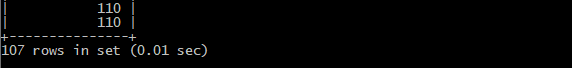 |           110 |
|           110 |
+---------------+
107 rows in set (0.01 sec)